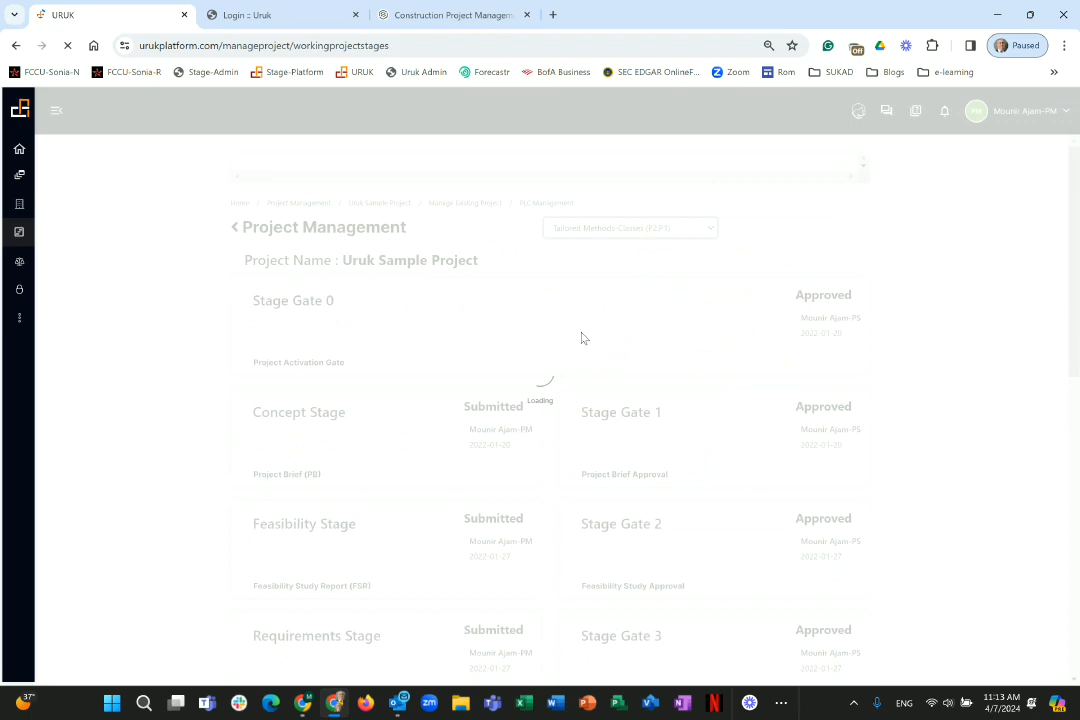 URUK
Login :: Uruk
Construction Project Managem
urukplatform.com/manageproject/workingprojectstages
Off
Paused
FCCU-Sonia-N
FCCU-Sonia-R
Stage-Admin
Stage-Platform
URUK
Uruk Admin
Forecastr
BofA Business
SEC EDGAR OnlineF...
Zoom
Rom
SUKAD
Blogs
e-learning
PM
Mounir Ajam-PM
Home / Project Management / Uruk Sample Project / Manage Existing Project / PLC Management
Project Management
Tailored Methods-Classes (P2,P1)
Project Name : Uruk Sample Project
Stage Gate 0
Approved
Mounir Ajam-PS
2022-01-20
Project Activation Gate
Loading
Concept Stage
Submitted
Mounir Ajam-PM
2022-01-20
Project Brief (PB)
Stage Gate 1
Approved
Mounir Ajam-PS
2022-01-20
Project Brief Approval
Feasibility Stage
Submitted
Mounir Ajam-PM
2022-01-27
Feasibility Study Report (FSR)
Stage Gate 2
Approved
Mounir Ajam-PS
2022-01-27
Feasibility Study Approval
Requirements Stage
Submitted
Mounir Ajam-PM
2022-01-27
Stage Gate 3
Approved
Mounir Ajam-PS
2022-01-27
37°
ENG
11:13 AM
4/7/2024